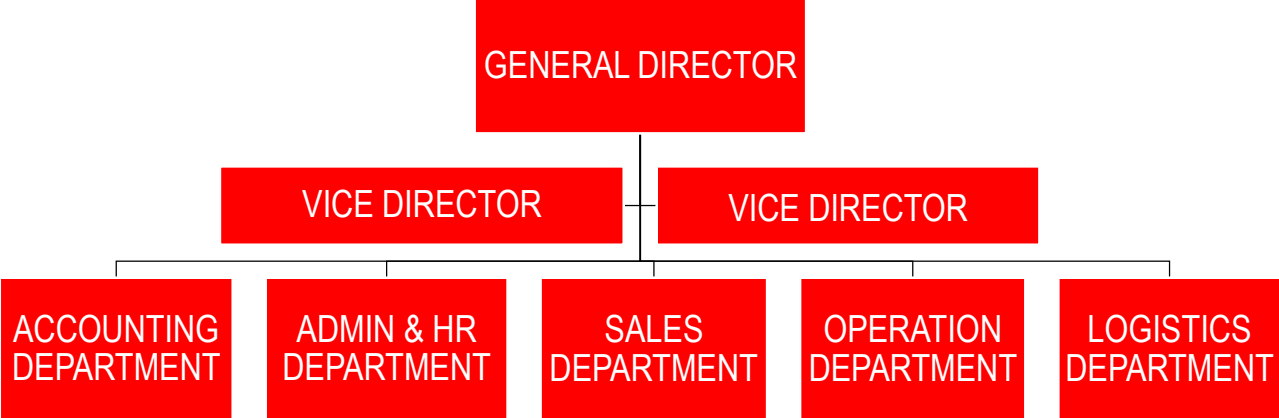 GENERAL DIRECTOR
VICE DIRECTOR
VICE DIRECTOR
ACCOUNTING
DEPARTMENT
ADMIN & HR
DEPARTMENT
SALES
DEPARTMENT
OPERATION
DEPARTMENT
LOGISTICS
DEPARTMENT